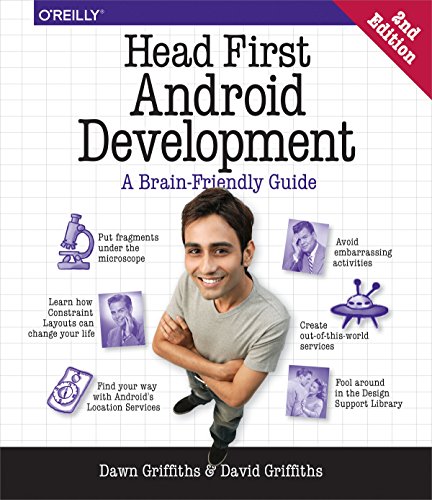 O'REILLY®
2nd Edition
Head First
Android
Development
A Brain-Friendly Guide
Put fragments
under the
microscope
Avoid
embarrassing
activities
Learn how
Constraint
Layouts can
change your life
Create
out-of-this-world
services
Find your way
with Android's
Location Services
Fool around
in the Design
Support Library
Dawn Griffiths & David Griffiths